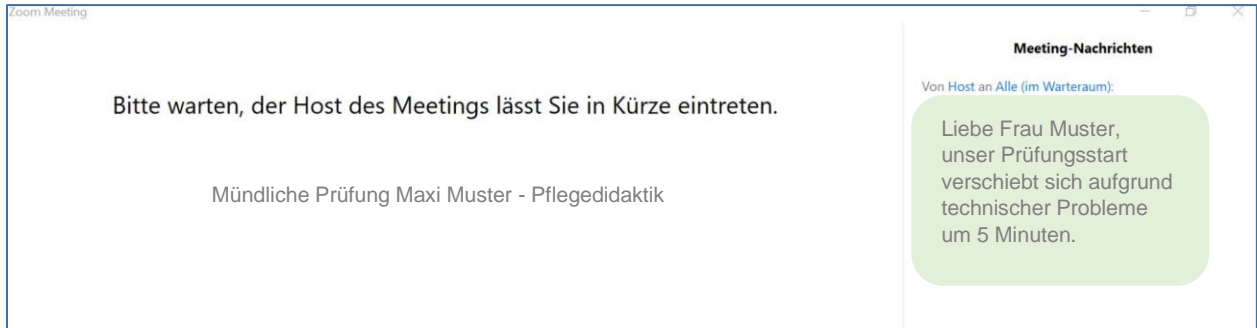 Zoom Meeting
Bitte warten, der Host des Meetings lässt Sie in Kürze eintreten.
Mündliche Prüfung Maxi Muster - Pflegedidaktik
Meeting-Nachrichten
Von Host an Alle (im Warteraum):
Liebe Frau Muster,
unser Prüfungsstart
verschiebt sich aufgrund
technischer Probleme
um 5 Minuten.